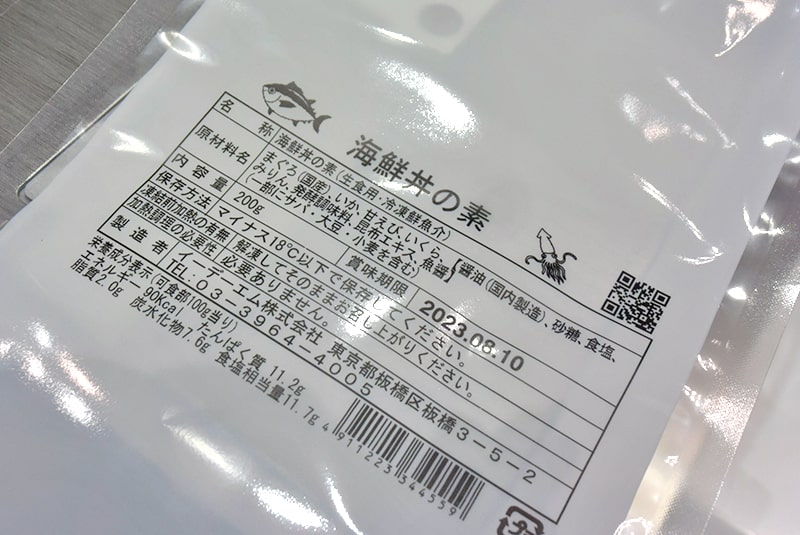 海鮮丼の素
名 称 海鮮丼の素(生食用・冷凍鮮魚介)
原材料名 まぐろ(国産)、いか、甘えび、いくら、【醤油(国内製造)、砂糖、食塩、
みりん、発酵調味料、昆布エキス、魚醤】
(一部にサバ・大豆・小麦を含む)
内容量 200g 賞味期限 2023.08.10
保存方法 マイナス18℃以下で保存してください。
凍結前加熱の有無
加熱調理の必要性 解凍してそのままお召し上がりください。
必要ありません。
製造者 イーデーエム株式会社 東京都板橋区板橋3-5-2
TEL.03-3964-4005
栄養成分表示(可食部100g当り)
エネルギー 90Kcal たんぱく質 11.2g
脂質2.0g 炭水化物7.6g 食塩相当量11.7g
4911223344559